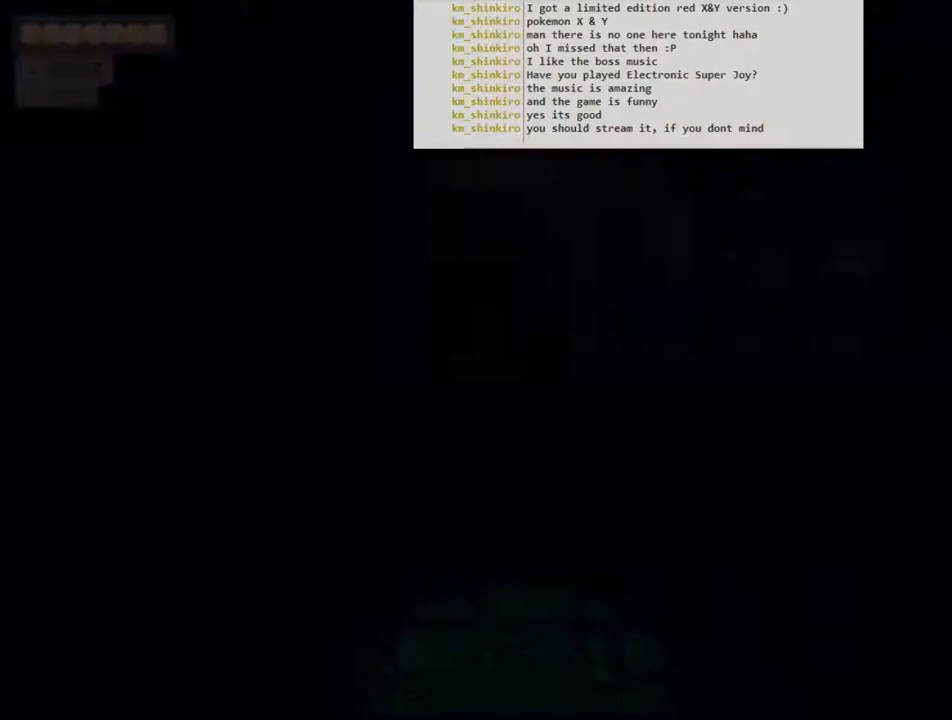 km_shinkiro I got a limited edition red X&Y version :)
km_shinkiro pokemon X & Y
km_shinkiro man there is no one here tonight haha
km_shinkiro oh I missed that then :P
km_shinkiro I like the boss music
km_shinkiro Have you played Electronic Super Joy?
km_shinkiro the music is amazing
km_shinkiro and the game is funny
km_shinkiro yes its good
km_shinkiro you should stream it, if you dont mind